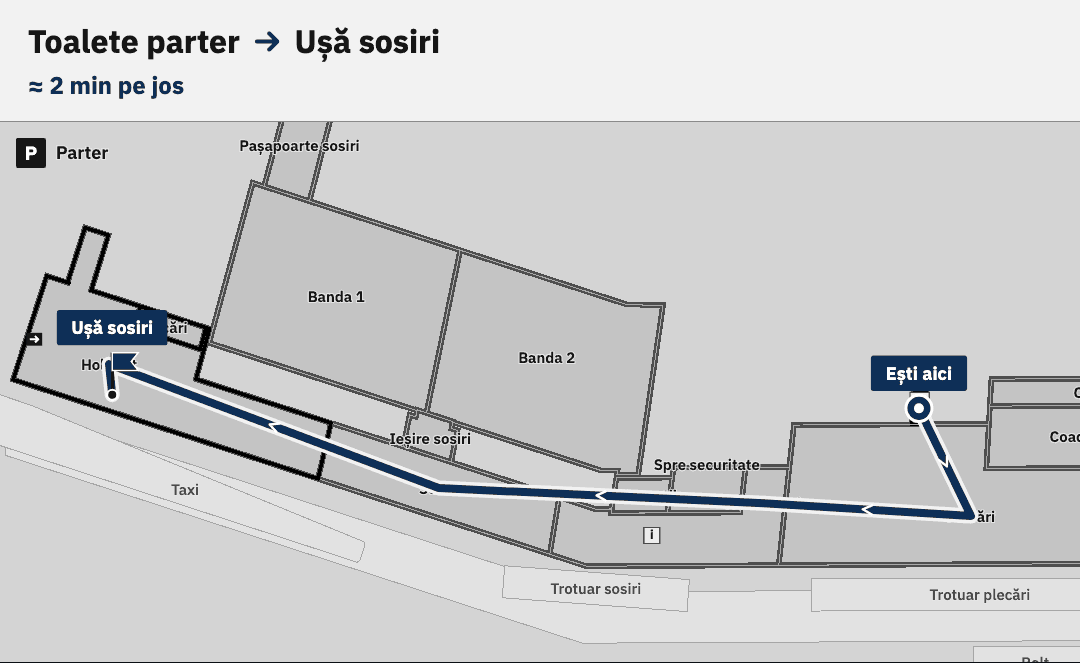 Toalete parter → Ușă sosiri
≈ 2 min pe jos
P Parter
Pașapoarte sosiri
Banda 1
Banda 2
Ușă sosiri
Ești aici
Ieșire sosiri
Spre securitate
Taxi
i
Trotuar sosiri
Trotuar plecări